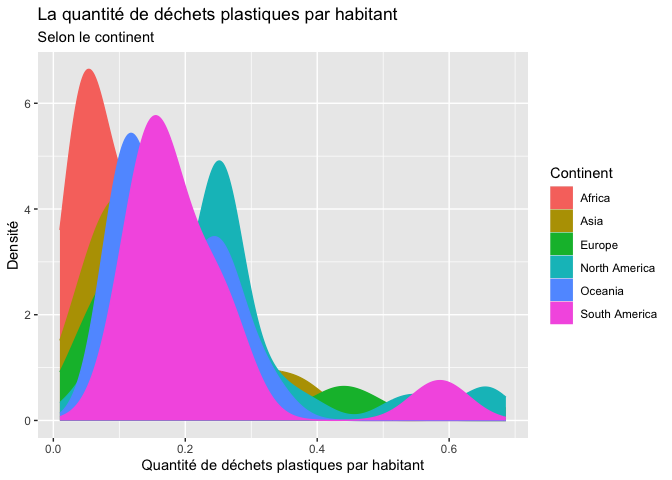 La quantité de déchets plastiques par habitant
Selon le continent
Densité
6
4
2
0
0.0
0.2
0.4
0.6
Quantité de déchets plastiques par habitant
Continent
Africa
Asia
Europe
North America
Oceania
South America